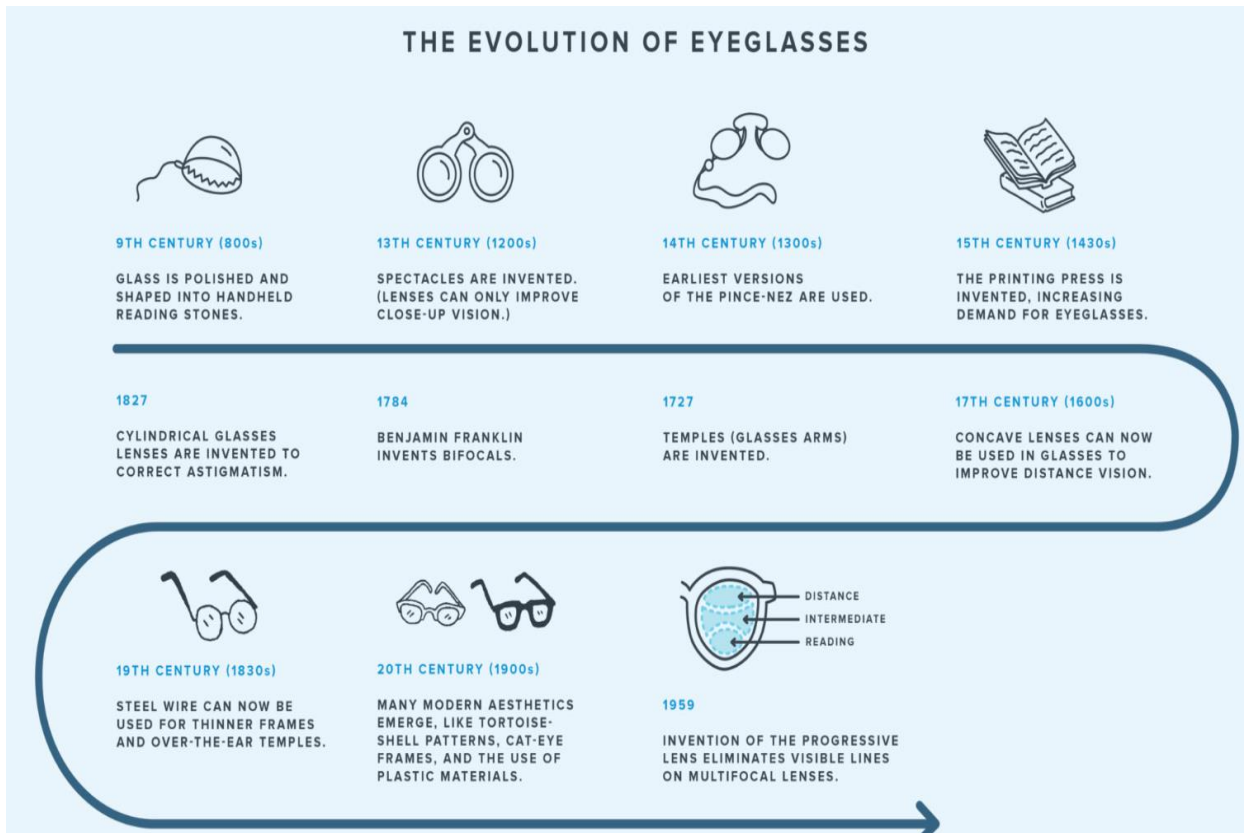 THE EVOLUTION OF EYEGLASSES
9TH CENTURY (800s)
GLASS IS POLISHED AND
SHAPED INTO HANDHELD
READING STONES.
13TH CENTURY (1200s)
SPECTACLES ARE INVENTED.
(LENSES CAN ONLY IMPROVE
CLOSE-UP VISION.)
14TH CENTURY (1300s)
EARLIEST VERSIONS
OF THE PINCE-NEZ ARE USED.
15TH CENTURY (1430s)
THE PRINTING PRESS IS
INVENTED, INCREASING
DEMAND FOR EYEGLASSES.
17TH CENTURY (1600s)
CONCAVE LENSES CAN NOW
BE USED IN GLASSES TO
IMPROVE DISTANCE VISION.
1727
TEMPLES (GLASSES ARMS)
ARE INVENTED.
1784
BENJAMIN FRANKLIN
INVENTS BIFOCALS.
1827
CYLINDRICAL GLASSES
LENSES ARE INVENTED TO
CORRECT ASTIGMATISM.
19TH CENTURY (1830s)
STEEL WIRE CAN NOW BE
USED FOR THINNER FRAMES
AND OVER-THE-EAR TEMPLES.
20TH CENTURY (1900s)
MANY MODERN AESTHETICS
EMERGE, LIKE TORTOISE-
SHELL PATTERNS, CAT-EYE
FRAMES, AND THE USE OF
PLASTIC MATERIALS.
DISTANCE
INTERMEDIATE
READING
1959
INVENTION OF THE PROGRESSIVE
LENS ELIMINATES VISIBLE LINES
ON MULTIFOCAL LENSES.